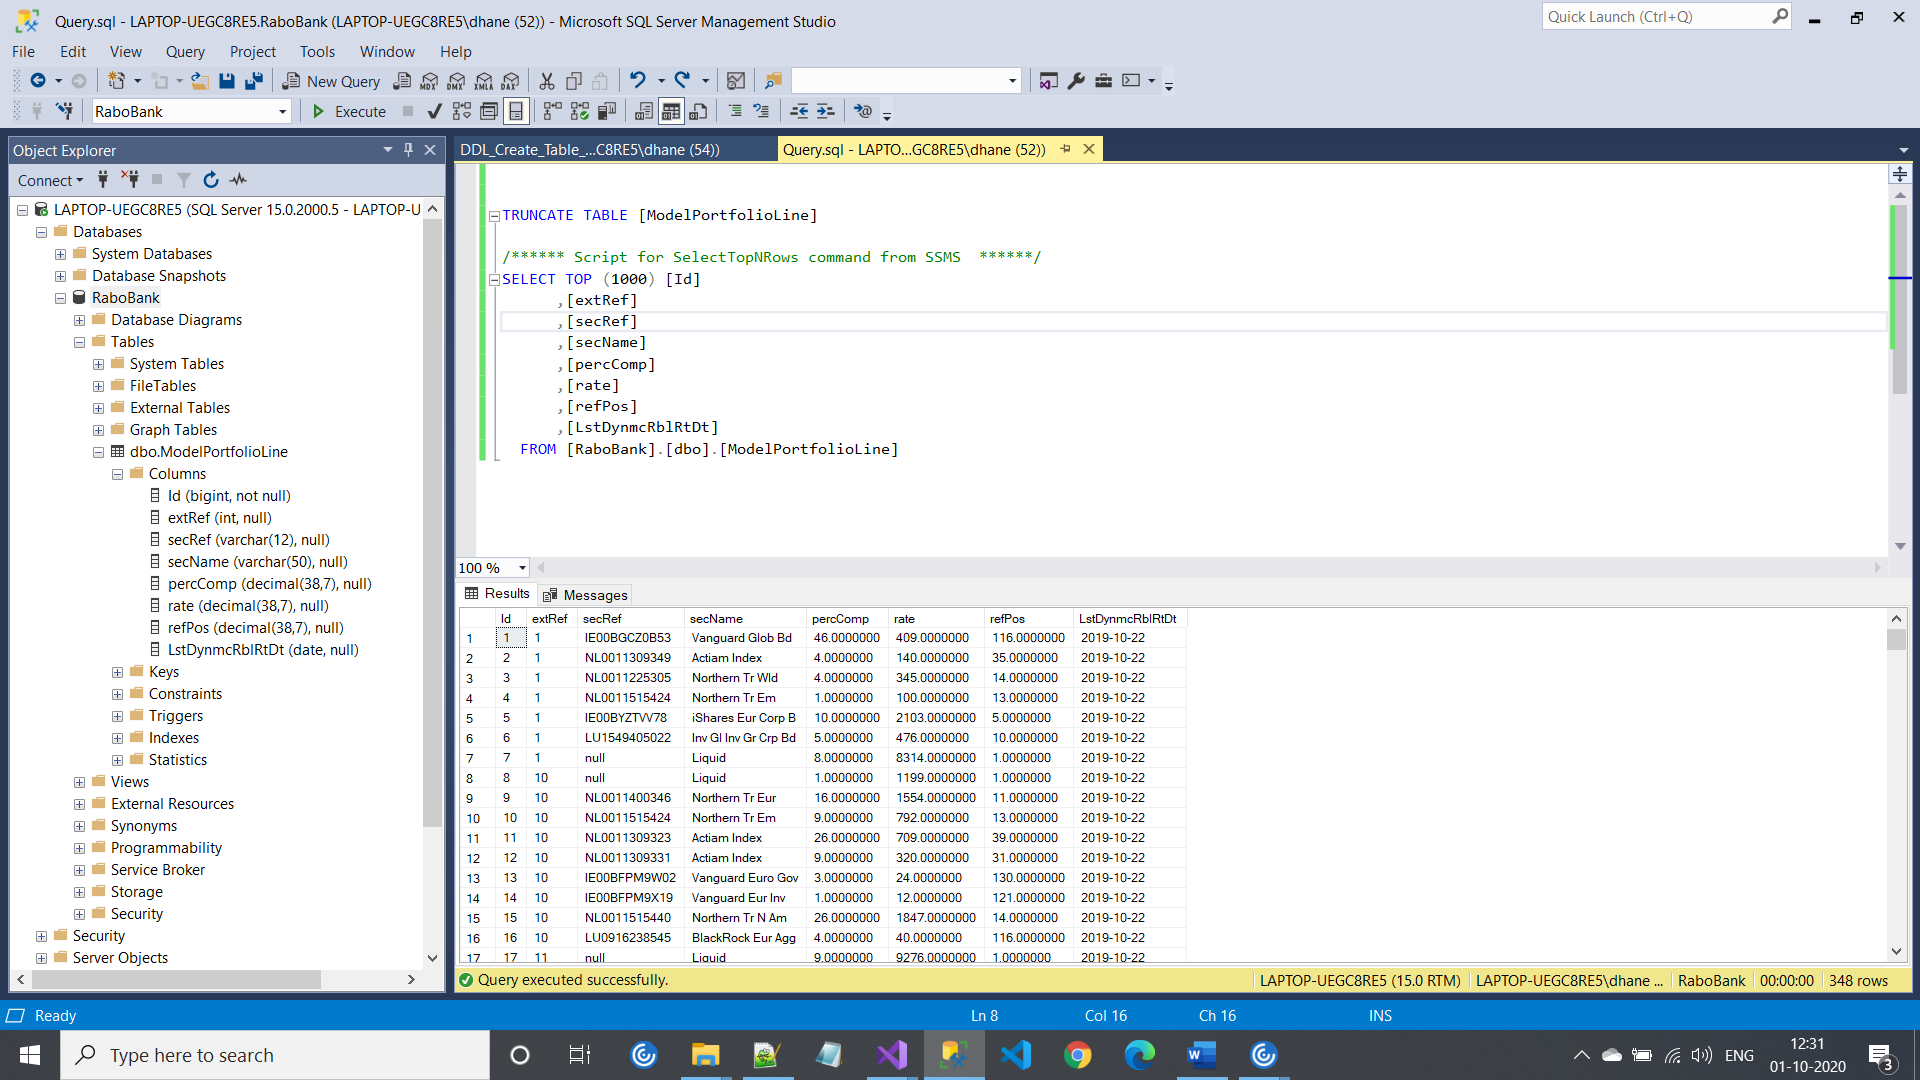 Query.sql - LAPTOP-UEGC8RE5.RaboBank (LAPTOP-UEGC8RE5\dhane (52)) - Microsoft SQL Server Management Studio
Quick Launch (Ctrl+Q)
File Edit View Query Project Tools Window Help
New Query MDX DMX XMLA DAX
RaboBank Execute
Object Explorer
DDL_Create_Table_...C8RE5\dhane (54)) Query.sql - LAPTO...GC8RE5\dhane (52))
Connect
LAPTOP-UEGC8RE5 (SQL Server 15.0.2000.5 - LAPTOP-U
Databases
System Databases
Database Snapshots
RaboBank
Database Diagrams
Tables
System Tables
FileTables
External Tables
Graph Tables
dbo.ModelPortfolioLine
Columns
Id (bigint, not null)
extRef (int, null)
secRef (varchar(12), null)
secName (varchar(50), null)
percComp (decimal(38,7), null)
rate (decimal(38,7), null)
refPos (decimal(38,7), null)
LstDynmcRblRtDt (date, null)
Keys
Constraints
Triggers
Indexes
Statistics
Views
External Resources
Synonyms
Programmability
Service Broker
Storage
Security
Security
Server Objects
TRUNCATE TABLE [ModelPortfolioLine]
/****** Script for SelectTopNRows command from SSMS ******/
SELECT TOP (1000) [Id]
,[extRef]
,[secRef]
,[secName]
,[percComp]
,[rate]
,[refPos]
,[LstDynmcRblRtDt]
FROM [RaboBank].[dbo].[ModelPortfolioLine]
100 %
Results Messages
Id extRef secRef secName percComp rate refPos LstDynmcRblRtDt
1 1 1 IE00BGCZ0B53 Vanguard Glob Bd 46.0000000 409.0000000 116.0000000 2019-10-22
2 2 1 NL0011309349 Actiam Index 4.0000000 140.0000000 35.0000000 2019-10-22
3 3 1 NL0011225305 Northern Tr Wld 4.0000000 345.0000000 14.0000000 2019-10-22
4 4 1 NL0011515424 Northern Tr Em 1.0000000 100.0000000 13.0000000 2019-10-22
5 5 1 IE00BYZTVV78 iShares Eur Corp B 10.0000000 2103.0000000 5.0000000 2019-10-22
6 6 1 LU1549405022 Inv Gl Inv Gr Crp Bd 5.0000000 476.0000000 10.0000000 2019-10-22
7 7 1 null Liquid 8.0000000 8314.0000000 1.0000000 2019-10-22
8 8 10 null Liquid 1.0000000 1199.0000000 1.0000000 2019-10-22
9 9 10 NL0011400346 Northern Tr Eur 16.0000000 1554.0000000 11.0000000 2019-10-22
10 10 10 NL0011515424 Northern Tr Em 9.0000000 792.0000000 13.0000000 2019-10-22
11 11 10 NL0011309323 Actiam Index 26.0000000 709.0000000 39.0000000 2019-10-22
12 12 10 NL0011309331 Actiam Index 9.0000000 320.0000000 31.0000000 2019-10-22
13 13 10 IE00BFPM9W02 Vanguard Euro Gov 3.0000000 24.0000000 130.0000000 2019-10-22
14 14 10 IE00BFPM9X19 Vanguard Eur Inv 1.0000000 12.0000000 121.0000000 2019-10-22
15 15 10 NL0011515440 Northern Tr N Am 26.0000000 1847.0000000 14.0000000 2019-10-22
16 16 10 LU0916238545 BlackRock Eur Agg 4.0000000 40.0000000 116.0000000 2019-10-22
17 17 11 null Liquid 9.0000000 9276.0000000 1.0000000 2019-10-22
Query executed successfully. LAPTOP-UEGC8RE5 (15.0 RTM) LAPTOP-UEGC8RE5\dhane ... RaboBank 00:00:00 348 rows
Ready Ln 8 Col 16 Ch 16 INS
Type here to search ENG 12:31
01-10-2020 3